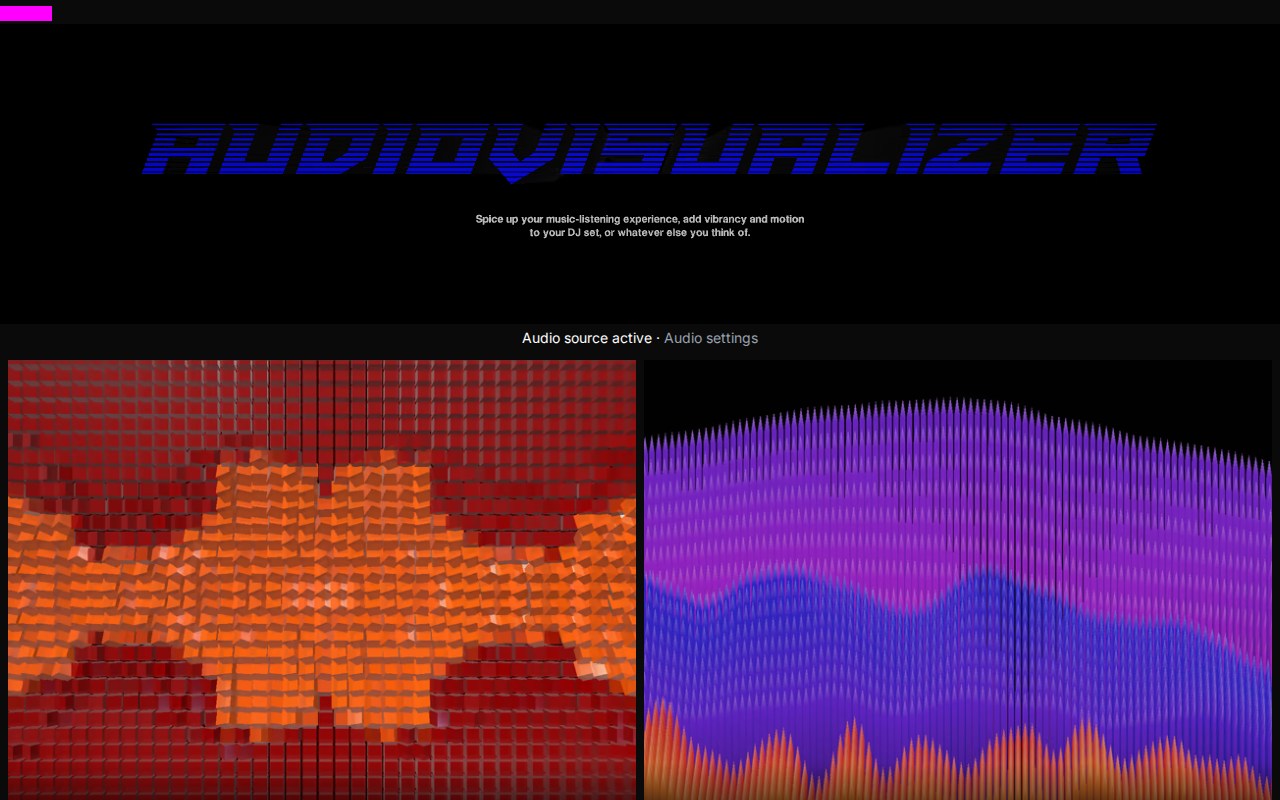 AUDIOVISUALIZER
Spice up your music-listening experience, add vibrancy and motion
to your DJ set, or whatever else you think of.
Audio source active · Audio settings